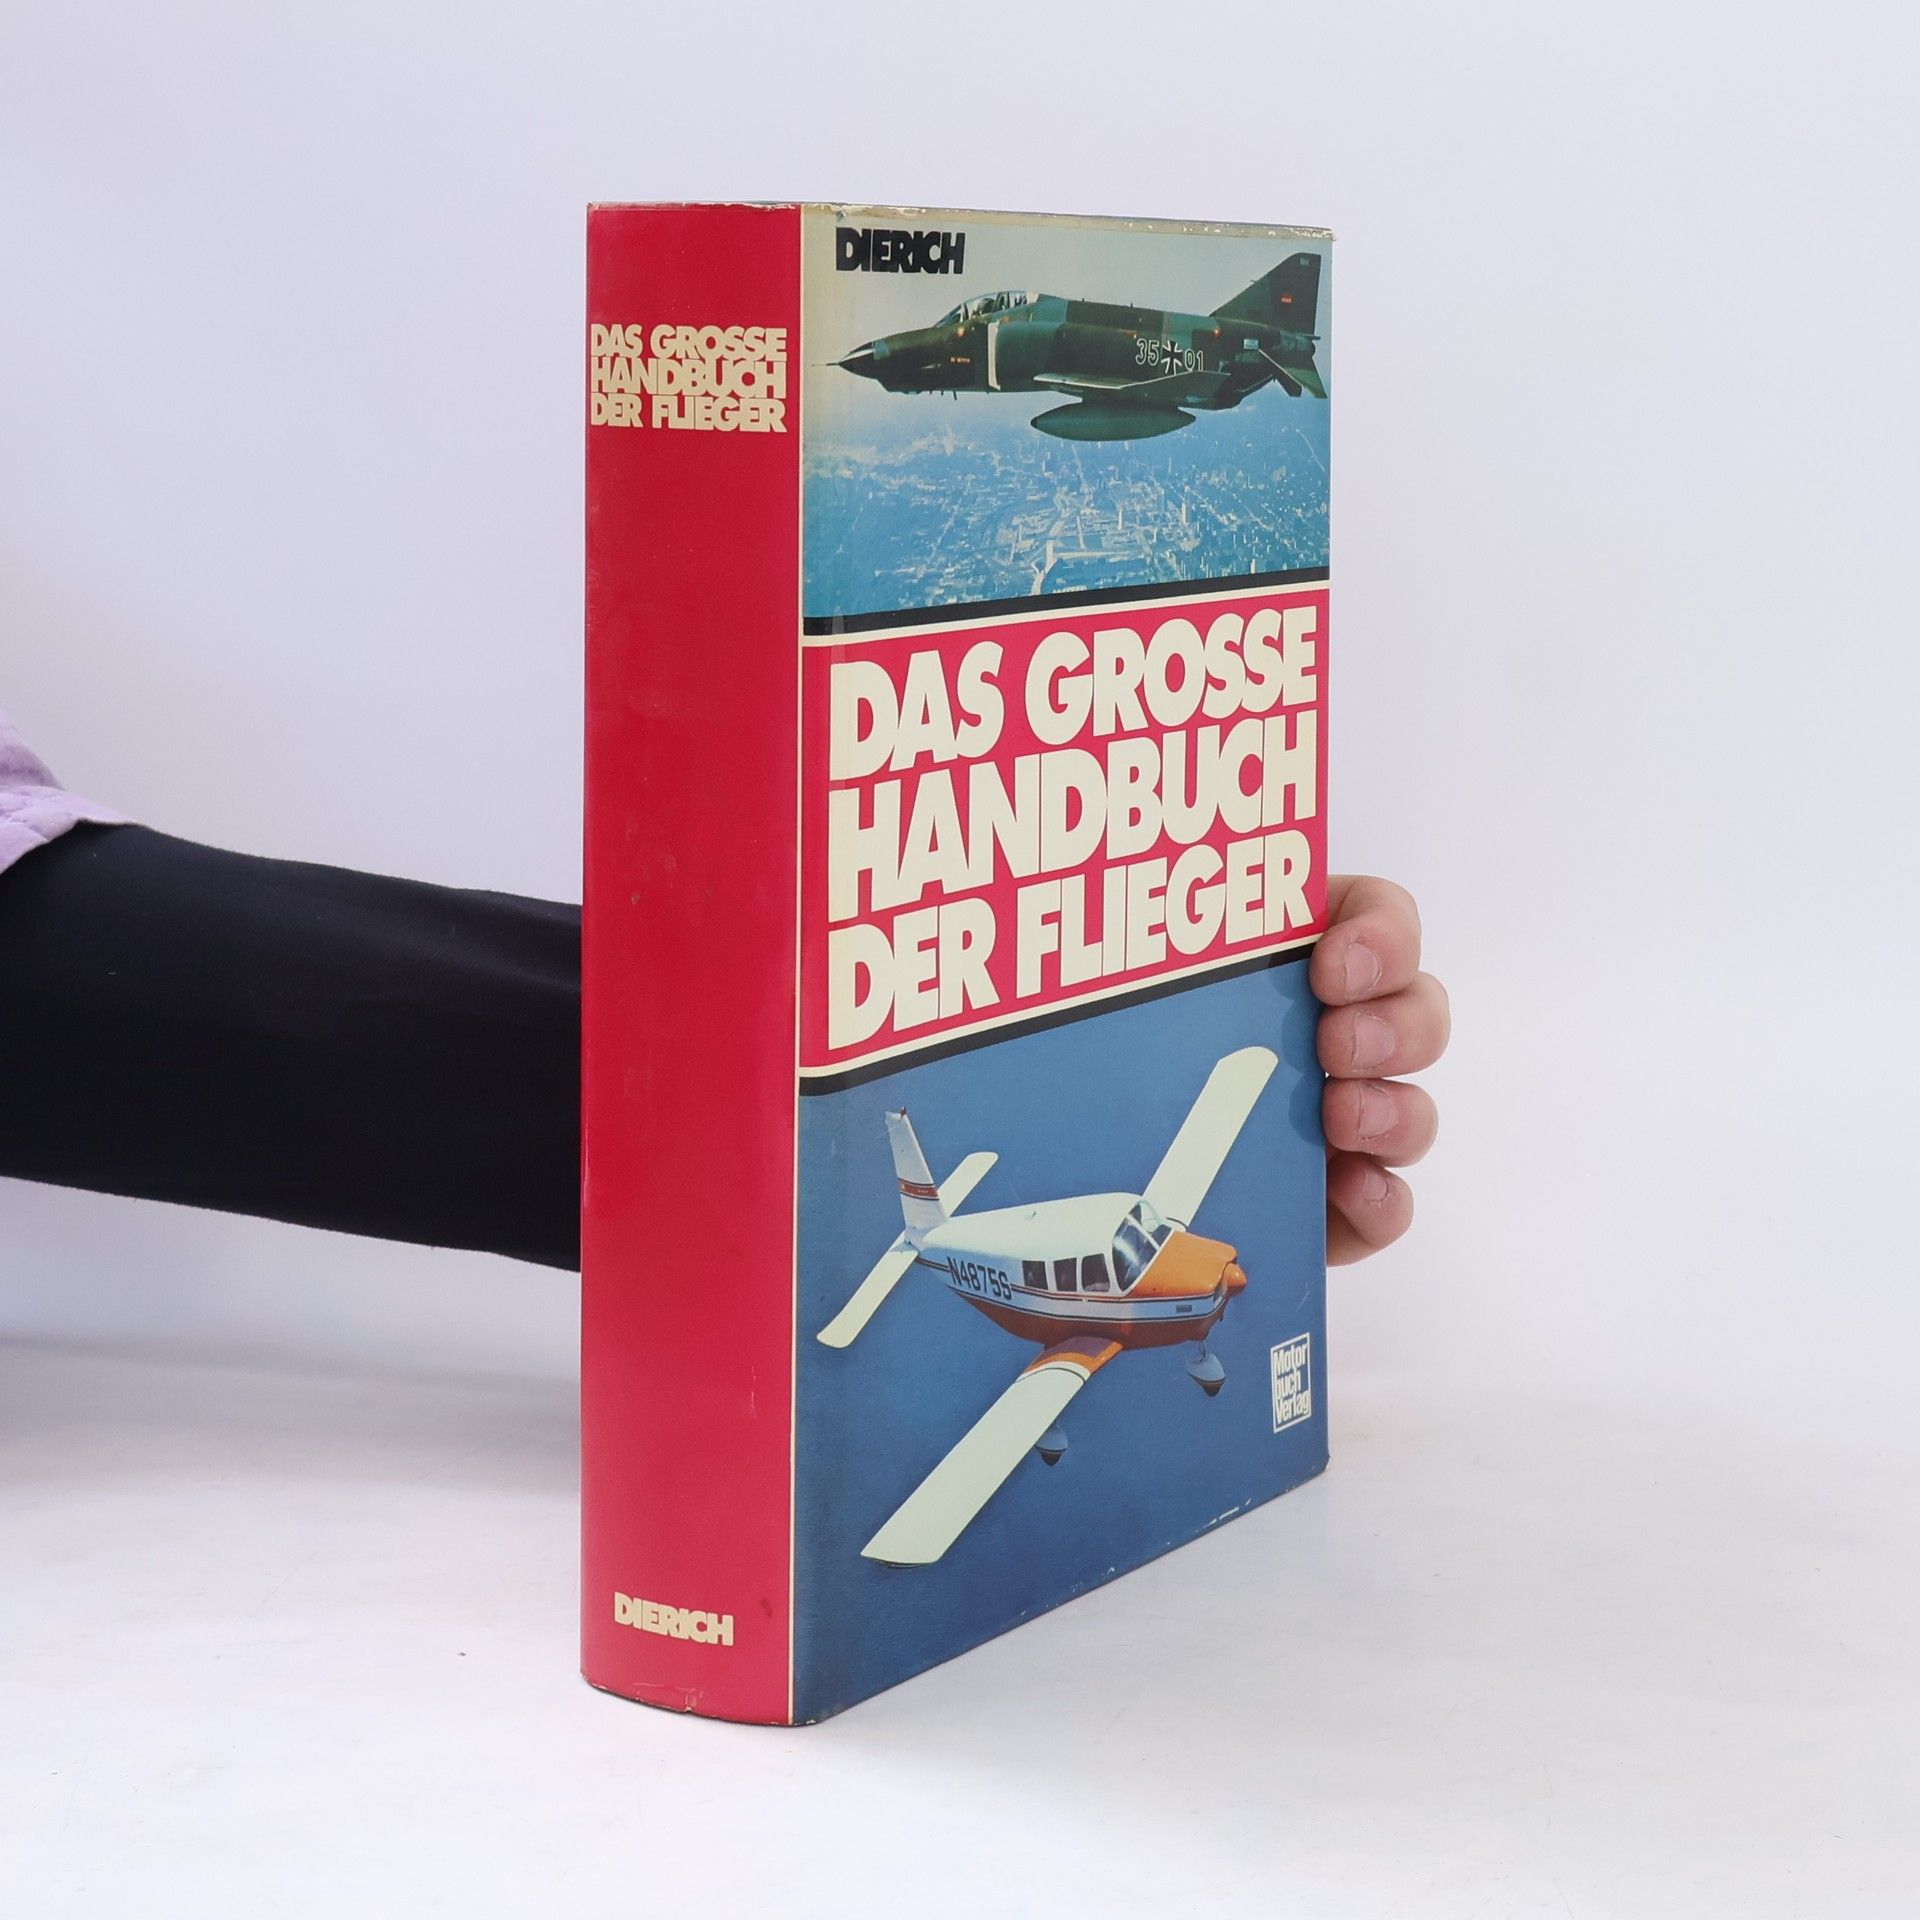 DAS GROSSE
HANDBUCH
DER FLIEGER
DIERICH
DIERICH
35 01
DAS GROSSE
HANDBUCH
DER FLIEGER
N4875S
Motor
buch
Verlag